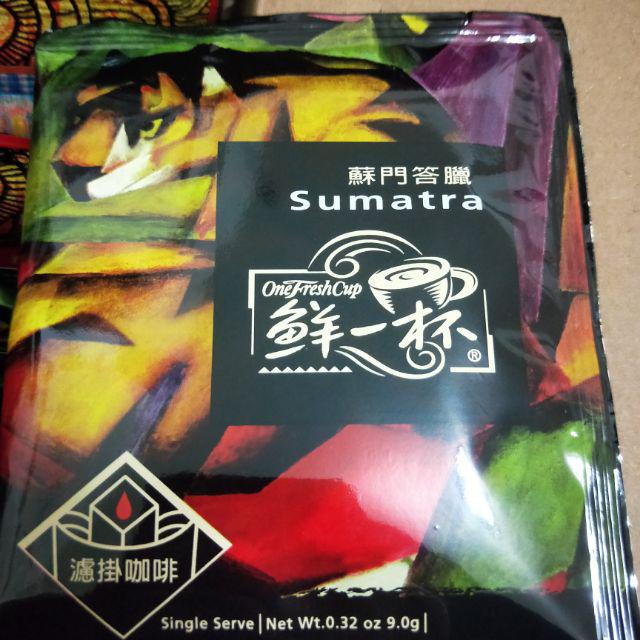 蘇門答臘
Sumatra
OneFreshCup
鮮一杯®
濾掛咖啡
Single Serve | Net Wt.0.32 oz 9.0g |